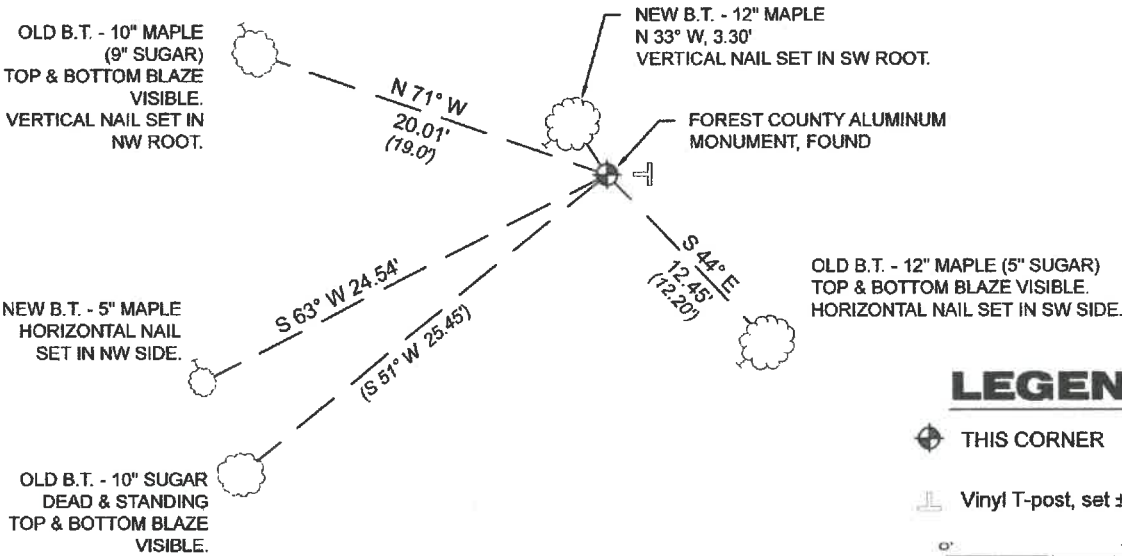 OLD B.T. - 10" MAPLE
(9" SUGAR)
TOP & BOTTOM BLAZE
VISIBLE.
VERTICAL NAIL SET IN
NW ROOT.
NEW B.T. - 12" MAPLE
N 33° W, 3.30'
VERTICAL NAIL SET IN SW ROOT.
N 71° W
20.01'
(19.0')
FOREST COUNTY ALUMINUM
MONUMENT, FOUND
S 44° E
12.45'
(12.20')
OLD B.T. - 12" MAPLE (5" SUGAR)
TOP & BOTTOM BLAZE VISIBLE.
HORIZONTAL NAIL SET IN SW SIDE.
S 63° W 24.54'
NEW B.T. - 5" MAPLE
HORIZONTAL NAIL
SET IN NW SIDE.
(S 51° W 25.45')
OLD B.T. - 10" SUGAR
DEAD & STANDING
TOP & BOTTOM BLAZE
VISIBLE.
LEGEN
THIS CORNER
Vinyl T-post, set ±
0'